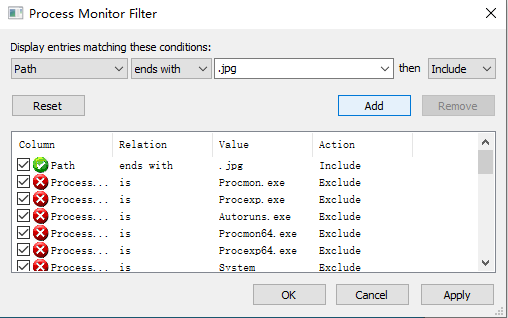 Process Monitor Filter
Display entries matching these conditions:
Path ends with .jpg then Include
Reset Add Remove
Column Relation Value Action
Path ends with .jpg Include
Process... is Procmon.exe Exclude
Process... is Procexp.exe Exclude
Process... is Autoruns.exe Exclude
Process... is Procmon64.exe Exclude
Process... is Procexp64.exe Exclude
Process... is System Exclude
OK Cancel Apply